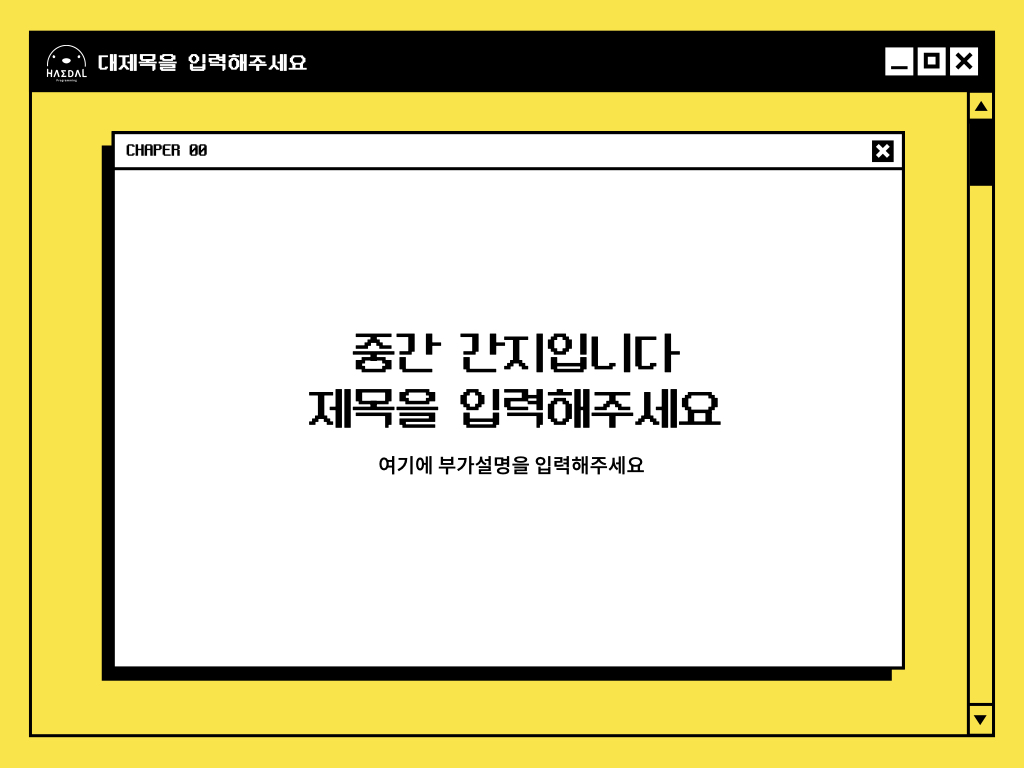 HAΣDAL
Programming
대제목을 입력해주세요
CHAPER 00
중간 간지입니다
제목을 입력해주세요
여기에 부가설명을 입력해주세요